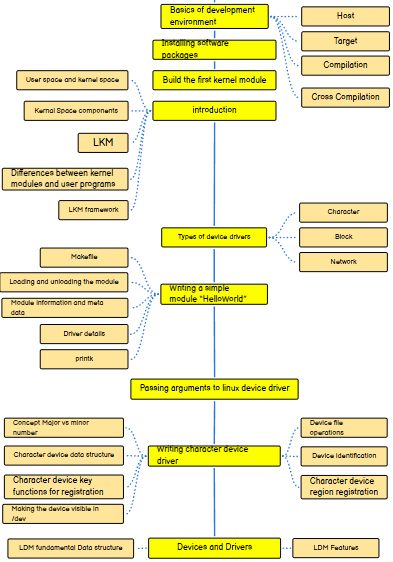 Basics of development
environment
Host
Target
Compilation
Cross Compilation
Installing software
packages
Build the first kernel module
introduction
User space and kernel space
Kernal Space components
LKM
Differences between kernel
modules and user programs
LKM framework
Types of device drivers
Character
Block
Network
Writing a simple
module "HelloWorld"
Makefile
Loading and unloading the module
Module information and meta
data
Driver details
printk
Passing arguments to linux device driver
Writing character device
driver
Concept Major vs minor
number
Character device data structure
Character device key
functions for registration
Making the device visible in
/dev
Device file
operations
Device identification
Character device
region registration
Devices and Drivers
LDM fundamental Data structure
LDM Features